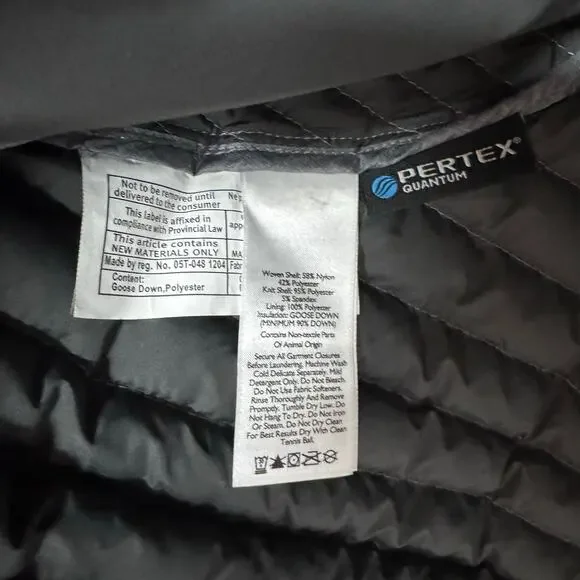 Not to be removed until
delivered to the consumer
This label is affixed in
compliance with Provincial Law
This article contains
NEW MATERIALS ONLY
Made by reg. No. 05T-048 1204
Content:
Goose Down,Polyester
Woven Shell: 58% Nylon
42% Polyester
Knit Shell: 95% Polyester
5% Spandex
Lining: 100% Polyester
Insulation: GOOSE DOWN
(MINIMUM 90% DOWN)
Contains Non-textile Parts
Of Animal Origin
Secure All Garment Closures
Before Laundering. Machine Wash
Cold Delicate Separately. Mild
Detergent Only. Do Not Bleach.
Do Not Use Fabric Softeners.
Rinse Thoroughly And Remove
Promptly. Tumble Dry Low. Do
Not Hang To Dry. Do Not Iron
Or Steam. Do Not Dry Clean
For Best Results Dry With Clean
Tennis Ball.
PERTEX®
QUANTUM